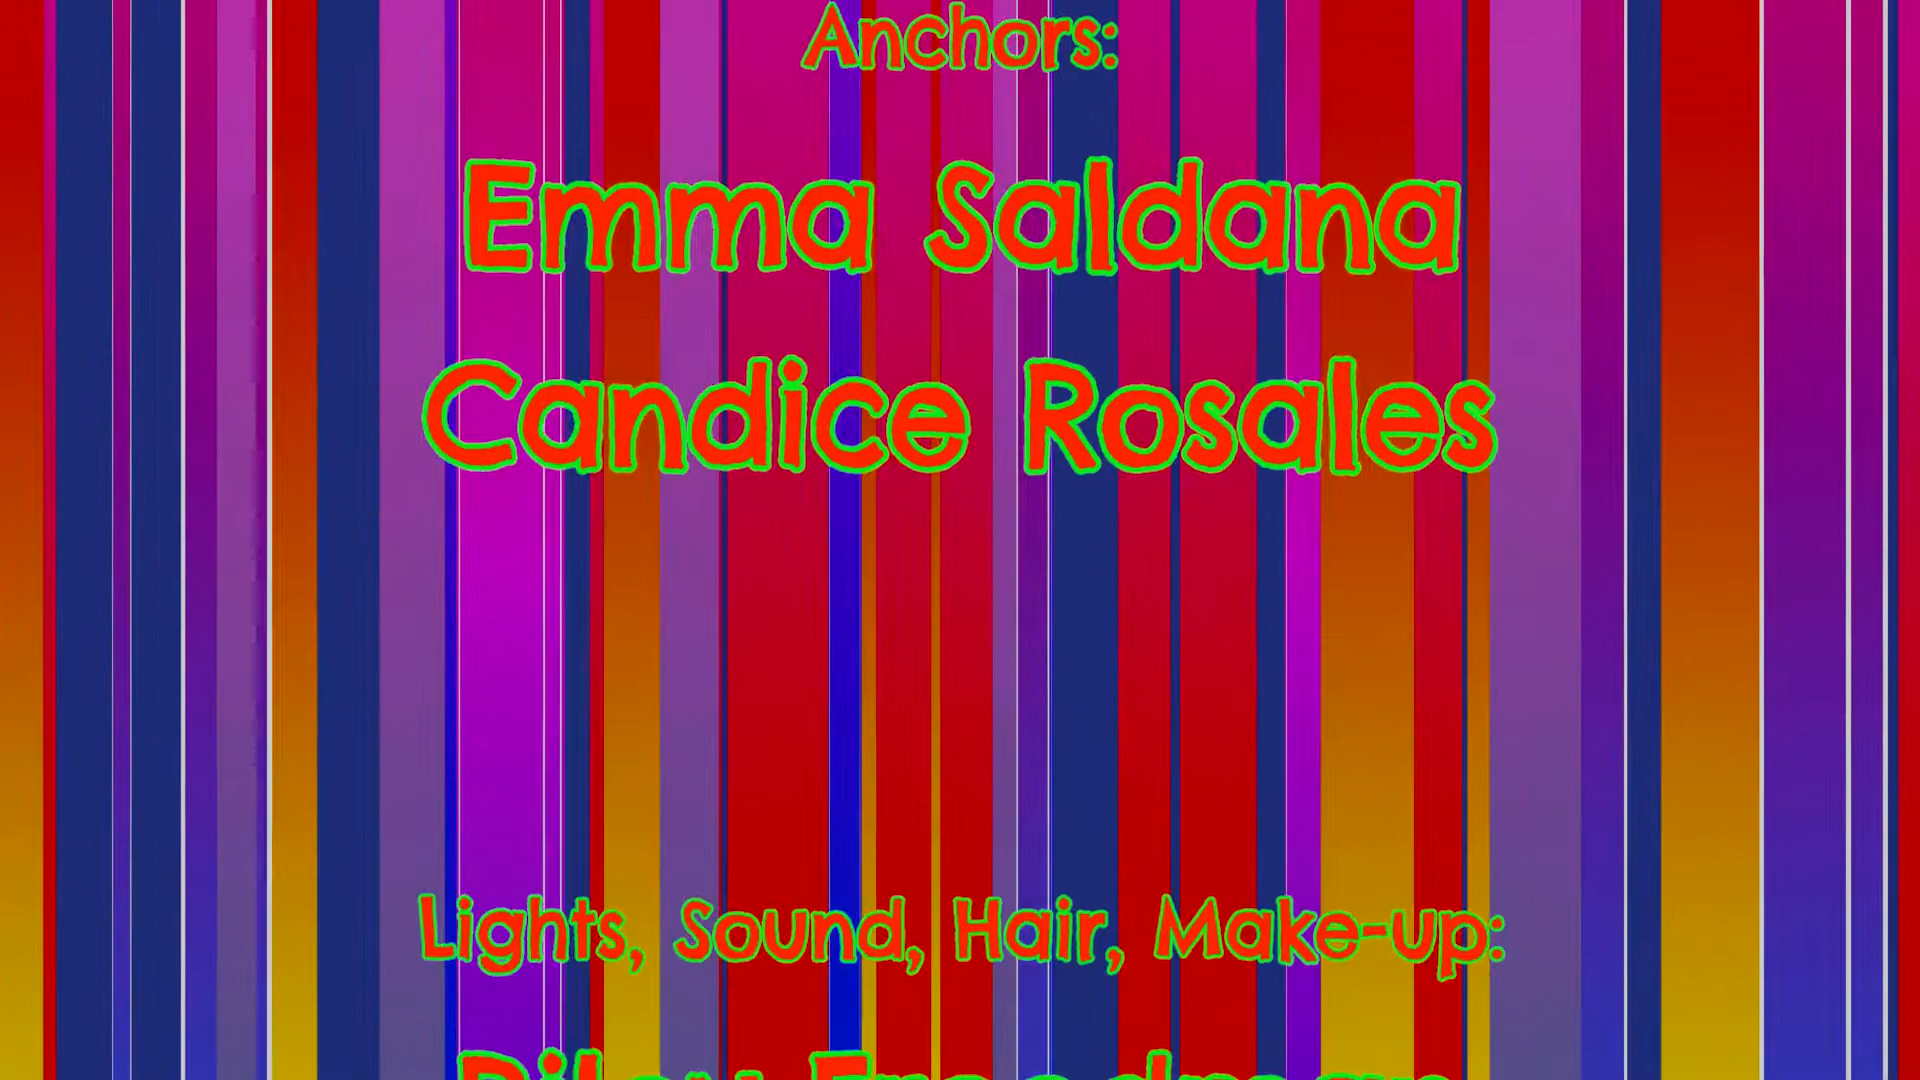 Anchors:
Emma Saldana
Candice Rosales
Lights, Sound, Hair, Make-up: